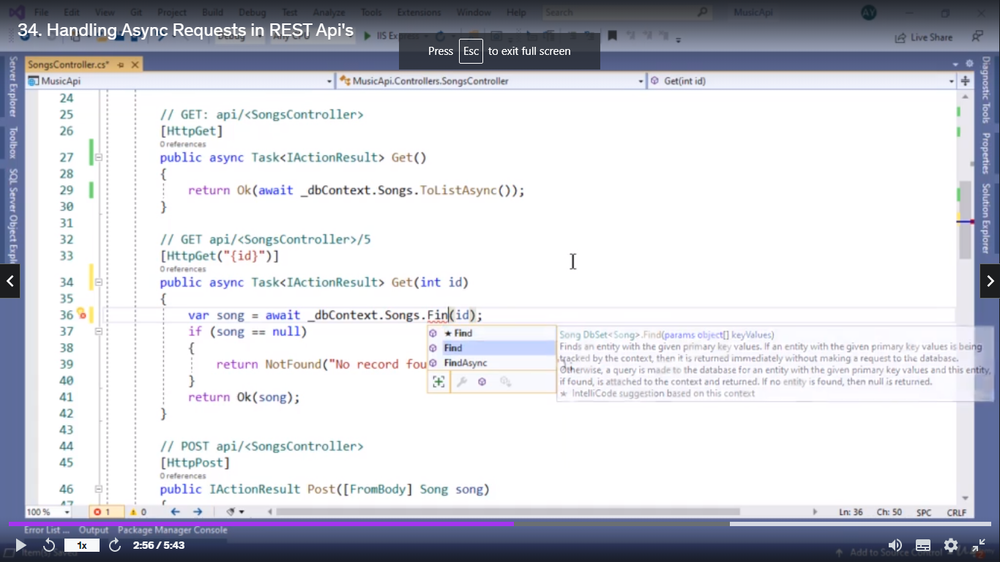 File Edit View Git Project Build Debug Test Analyze Tools Extensions Window Help Search MusicApi AV
34. Handling Async Requests in REST Api's
IIS Express
Live Share
Press Esc to exit full screen
SongsController.cs*
MusicApi MusicApi.Controllers.SongsController Get(int id)
Server Explorer
Toolbox
SQL Server Object Explo
Diagnostic Tools
Properties
Solution Explorer
24
25 // GET: api/<SongsController>
26 [HttpGet]
0 references
27 public async Task<IActionResult> Get()
28 {
29 return Ok(await _dbContext.Songs.ToListAsync());
30 }
31
32 // GET api/<SongsController>/5
33 [HttpGet("{id}")]
0 references
34 public async Task<IActionResult> Get(int id)
35 {
36 var song = await _dbContext.Songs.Fin(id);
37 if (song == null)
38 {
39 return NotFound("No record fou
40 }
41 return Ok(song);
42 }
43
44 // POST api/<SongsController>
45 [HttpPost]
0 references
46 public IActionResult Post([FromBody] Song song)
47 {
★ Find
Find
FindAsync
Song DbSet<Song>.Find(params object[] keyValues)
Finds an entity with the given primary key values. If an entity with the given primary key values is being
tracked by the context, then it is returned immediately without making a request to the database.
Otherwise, a query is made to the database for an entity with the given primary key values and this entity,
if found, is attached to the context and returned. If no entity is found, then null is returned.
★ IntelliCode suggestion based on this context
100 % 1 0 Ln: 36 Ch: 50 SPC CRLF
Error List ... Output Package Manager Console
1x 2:56 / 5:43
Item(s) Saved Add to Source Control